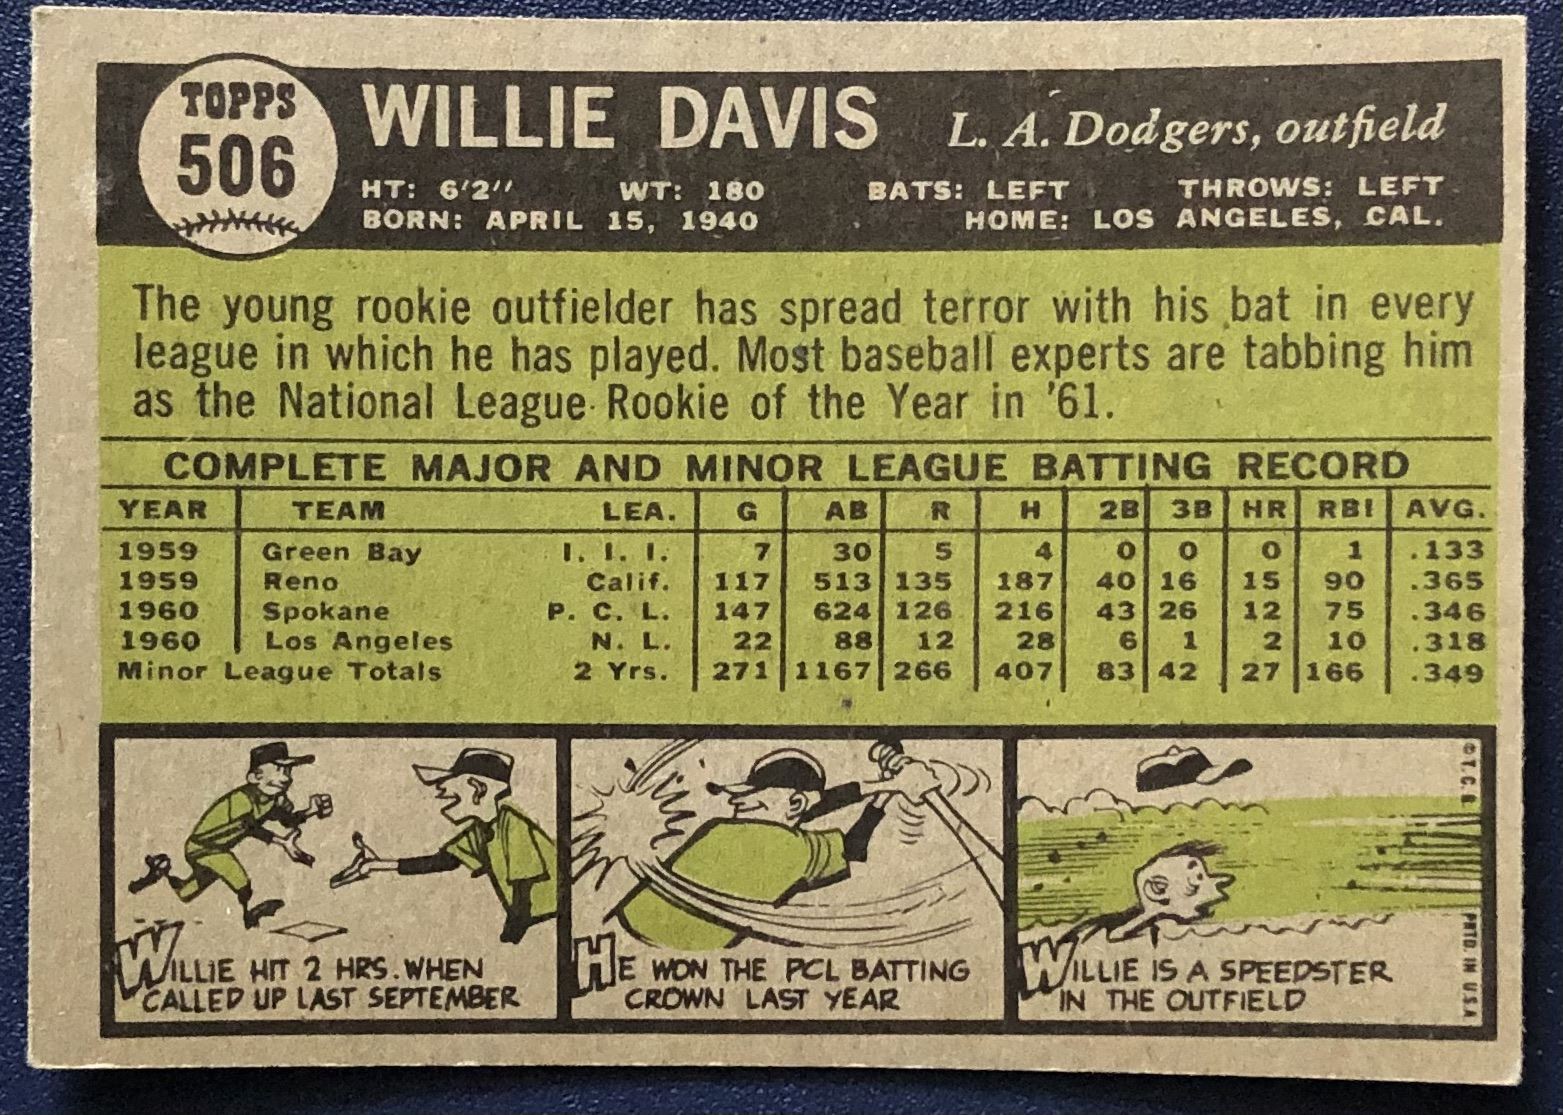 TOPPS
506
WILLIE DAVIS L. A. Dodgers, outfield
HT: 6'2" WT: 180 BATS: LEFT THROWS: LEFT
BORN: APRIL 15, 1940 HOME: LOS ANGELES, CAL.
The young rookie outfielder has spread terror with his bat in every
league in which he has played. Most baseball experts are tabbing him
as the National League Rookie of the Year in '61.
COMPLETE MAJOR AND MINOR LEAGUE BATTING RECORD
YEAR TEAM LEA. G AB R H 2B 3B HR RBI AVG.
1959 Green Bay I. I. I. 7 30 5 4 0 0 0 1 .133
1959 Reno Calif. 117 513 135 187 40 16 15 90 .365
1960 Spokane P. C. L. 147 624 126 216 43 26 12 75 .346
1960 Los Angeles N. L. 22 88 12 28 6 1 2 10 .318
Minor League Totals 2 Yrs. 271 1167 266 407 83 42 27 166 .349
WILLIE HIT 2 HRS. WHEN
CALLED UP LAST SEPTEMBER
HE WON THE PCL BATTING
CROWN LAST YEAR
WILLIE IS A SPEEDSTER
IN THE OUTFIELD
© T. C. G. PRTD. IN U.S.A.